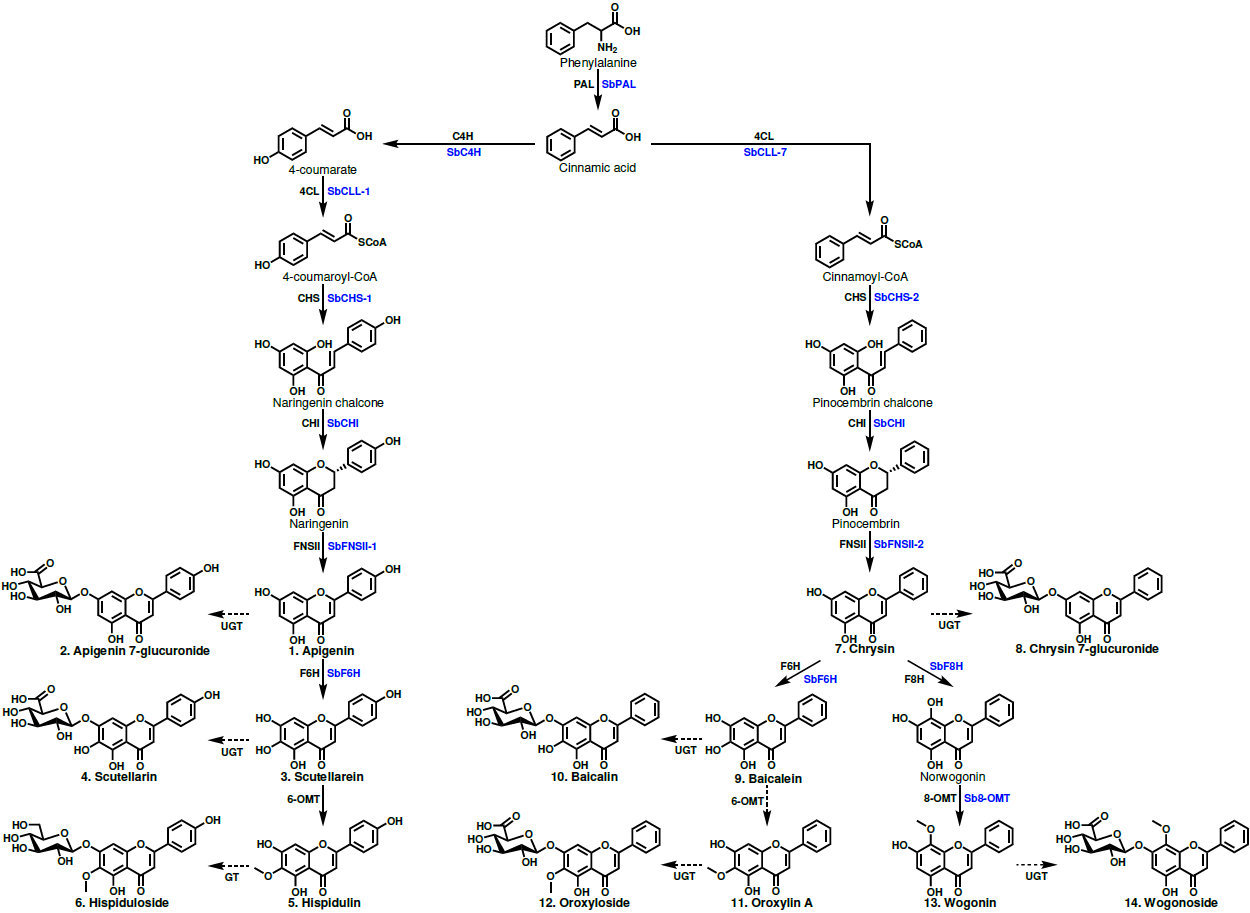 O
OH
NH2
Phenylalanine
PAL SbPAL
O
OH
HO
4-coumarate
C4H
SbC4H
O
OH
Cinnamic acid
4CL
SbCLL-7
4CL SbCLL-1
O
SCoA
HO
4-coumaroyl-CoA
O
SCoA
Cinnamoyl-CoA
CHS SbCHS-1
CHS SbCHS-2
OH
HO OH
OH O
Naringenin chalcone
HO OH
OH O
Pinocembrin chalcone
CHI SbCHI
CHI SbCHI
OH
HO O
OH O
Naringenin
HO O
OH O
Pinocembrin
FNSII SbFNSII-1
FNSII SbFNSII-2
HO O
HO O O O OH
HO OH
OH O
2. Apigenin 7-glucuronide
UGT
OH
HO O
OH O
1. Apigenin
HO O
OH O
7. Chrysin
UGT
HO O
HO O O O
HO OH
OH O
8. Chrysin 7-glucuronide
F6H SbF6H
F6H
SbF6H
SbF8H
F8H
HO O
HO O O O OH
HO OH
HO OH O
4. Scutellarin
UGT
OH
HO O
HO
OH O
3. Scutellarein
HO O
HO O O O
HO OH
HO OH O
10. Baicalin
UGT
HO O
HO
OH O
9. Baicalein
OH
HO O
OH O
Norwogonin
6-OMT
6-OMT
8-OMT Sb8-OMT
HO
HO O O O OH
HO OH
O OH O
6. Hispiduloside
GT
OH
HO O
O
OH O
5. Hispidulin
HO O
HO O O O
HO OH
O OH O
12. Oroxyloside
UGT
HO O
O
OH O
11. Oroxylin A
O
HO O
OH O
13. Wogonin
UGT
HO O O
HO O O O
HO OH
OH O
14. Wogonoside